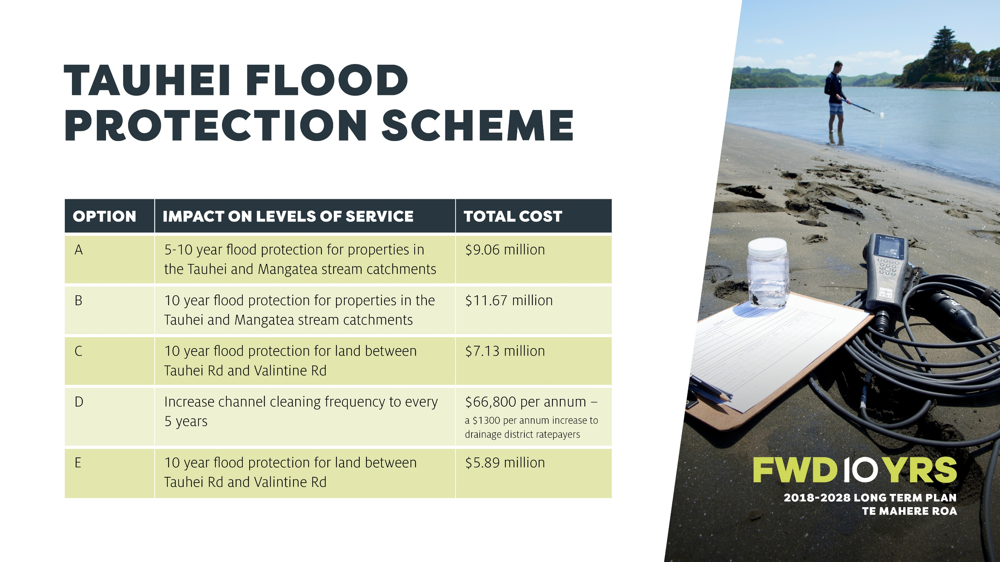 TAUHEI FLOOD
PROTECTION SCHEME
OPTION IMPACT ON LEVELS OF SERVICE TOTAL COST
A 5-10 year flood protection for properties in $9.06 million
the Tauhei and Mangatea stream catchments
B 10 year flood protection for properties in the $11.67 million
Tauhei and Mangatea stream catchments
C 10 year flood protection for land between $7.13 million
Tauhei Rd and Valintine Rd
D Increase channel cleaning frequency to every $66,800 per annum –
5 years a $1300 per annum increase to
drainage district ratepayers
E 10 year flood protection for land between $5.89 million
Tauhei Rd and Valintine Rd
YSI
FWD 10 YRS
2018-2028 LONG TERM PLAN
TE MAHERE ROA